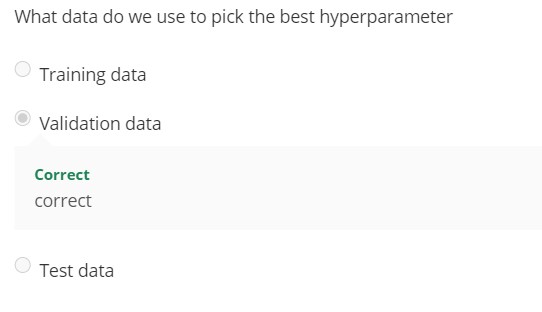 What data do we use to pick the best hyperparameter
Training data
Validation data
Correct
correct
Test data